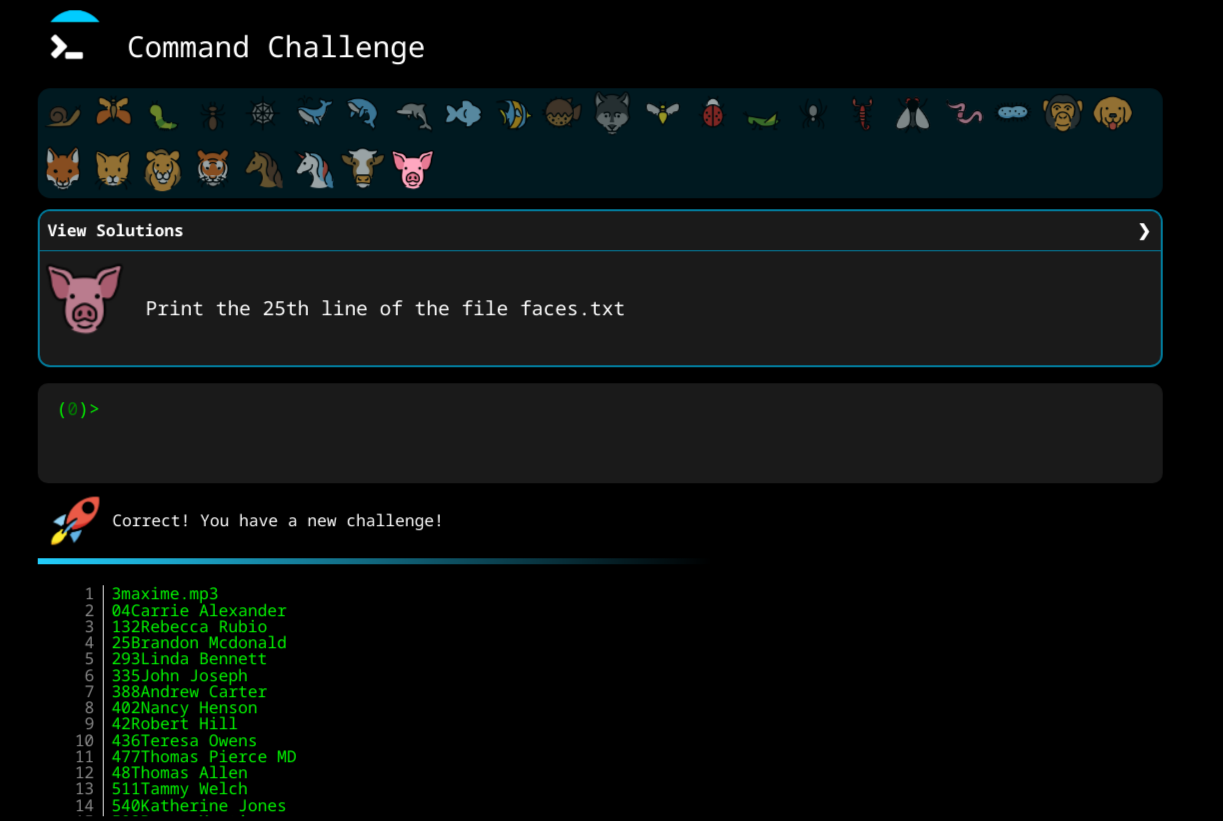 Command Challenge
View Solutions
Print the 25th line of the file faces.txt
(0)>
Correct! You have a new challenge!
1 3maxime.mp3
2 04Carrie Alexander
3 132Rebecca Rubio
4 25Brandon Mcdonald
5 293Linda Bennett
6 335John Joseph
7 388Andrew Carter
8 402Nancy Henson
9 42Robert Hill
10 436Teresa Owens
11 477Thomas Pierce MD
12 48Thomas Allen
13 511Tammy Welch
14 540Katherine Jones